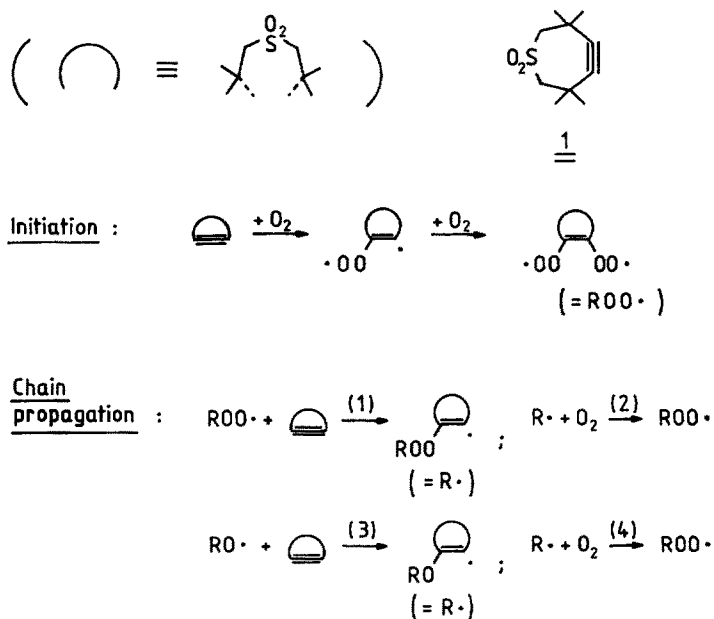 ( ≡ O₂ S )
O₂S
1
Initiation : + O₂ ·OO · + O₂ ·OO OO·
( = ROO· )
Chain
propagation : ROO· + (1) ROO · ; R· + O₂ (2) ROO·
( = R· )
RO· + (3) RO · ; R· + O₂ (4) ROO·
( = R· )